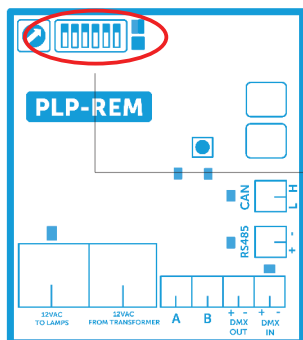 PLP-REM
CAN
H
L
RS485
-
+
12VAC
TO LAMPS
12VAC
FROM TRANSFORMER
A
B
+ -
DMX
OUT
+ -
DMX
IN